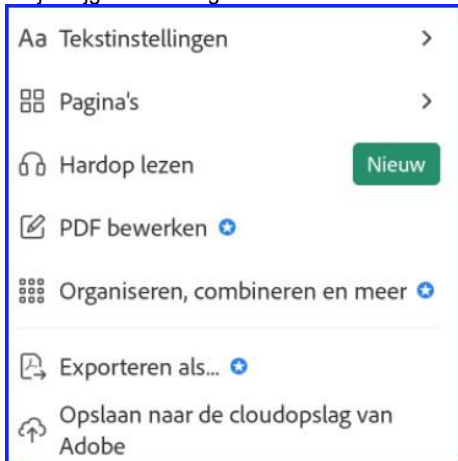 Aa Tekstinstellingen
Pagina's
Hardop lezen Nieuw
PDF bewerken
Organiseren, combineren en meer
Exporteren als...
Opslaan naar de cloudopslag van
Adobe